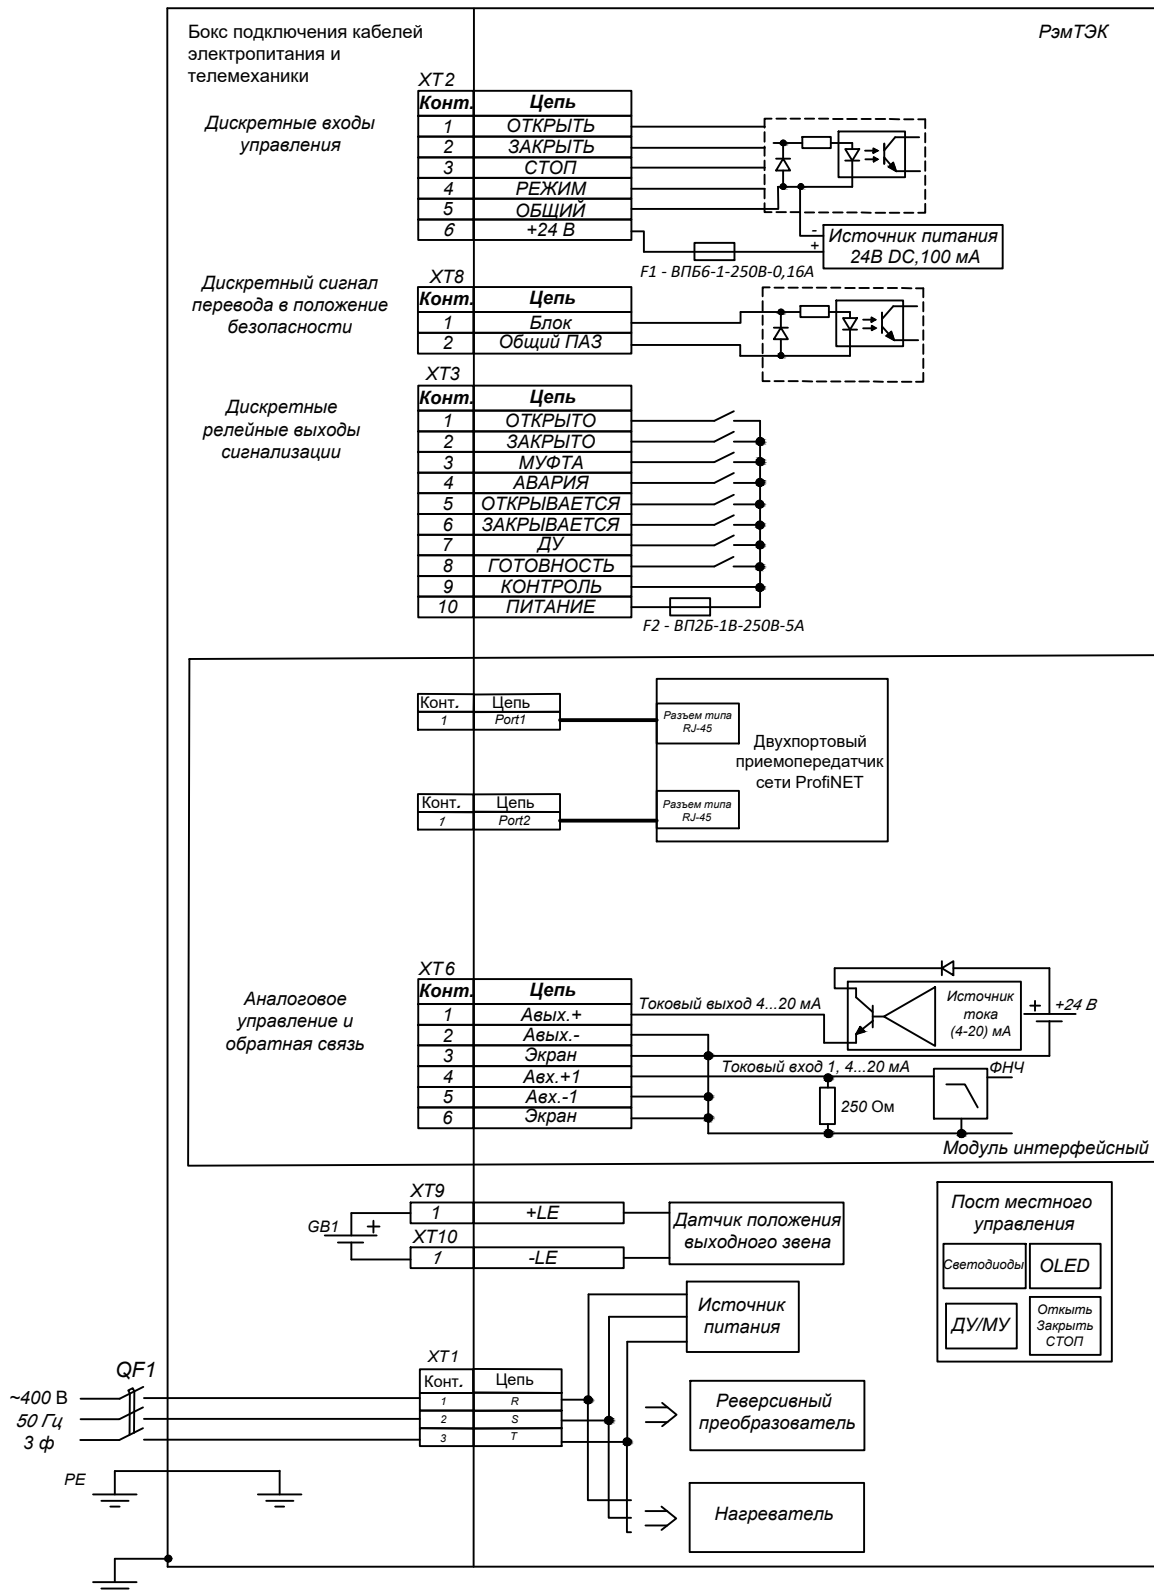 Бокс подключения кабелей
электропитания и
телемеханики
РэмТЭК
Дискретные входы
управления
XT2
Конт. Цепь
1 ОТКРЫТЬ
2 ЗАКРЫТЬ
3 СТОП
4 РЕЖИМ
5 ОБЩИЙ
6 +24 В
-
+
Источник питания
24В DC,100 мА
F1 - ВПБ6-1-250В-0,16А
Дискретный сигнал
перевода в положение
безопасности
XT8
Конт. Цепь
1 Блок
2 Общий ПАЗ
Дискретные
релейные выходы
сигнализации
XT3
Конт. Цепь
1 ОТКРЫТО
2 ЗАКРЫТО
3 МУФТА
4 АВАРИЯ
5 ОТКРЫВАЕТСЯ
6 ЗАКРЫВАЕТСЯ
7 ДУ
8 ГОТОВНОСТЬ
9 КОНТРОЛЬ
10 ПИТАНИЕ
F2 - ВП2Б-1В-250В-5А
Конт. Цепь
1 Port1
Разъем типа
RJ-45
Двухпортовый
приемопередатчик
сети ProfiNET
Конт. Цепь
1 Port2
Разъем типа
RJ-45
Аналоговое
управление и
обратная связь
XT6
Конт. Цепь
1 Авых.+
2 Авых.-
3 Экран
4 Авх.+1
5 Авх.-1
6 Экран
Токовый выход 4...20 мА
Источник
тока
(4-20) мА
+
+24 В
Токовый вход 1, 4...20 мА
ФНЧ
250 Ом
Модуль интерфейсный
XT9
1 +LE
GB1
+
XT10
1 -LE
Датчик положения
выходного звена
Пост местного
управления
Светодиоды
OLED
ДУ/МУ
Откыть
Закрыть
СТОП
Источник
питания
QF1
~400 В
50 Гц
3 ф
XT1
Конт. Цепь
1 R
2 S
3 T
Реверсивный
преобразователь
PE
Нагреватель